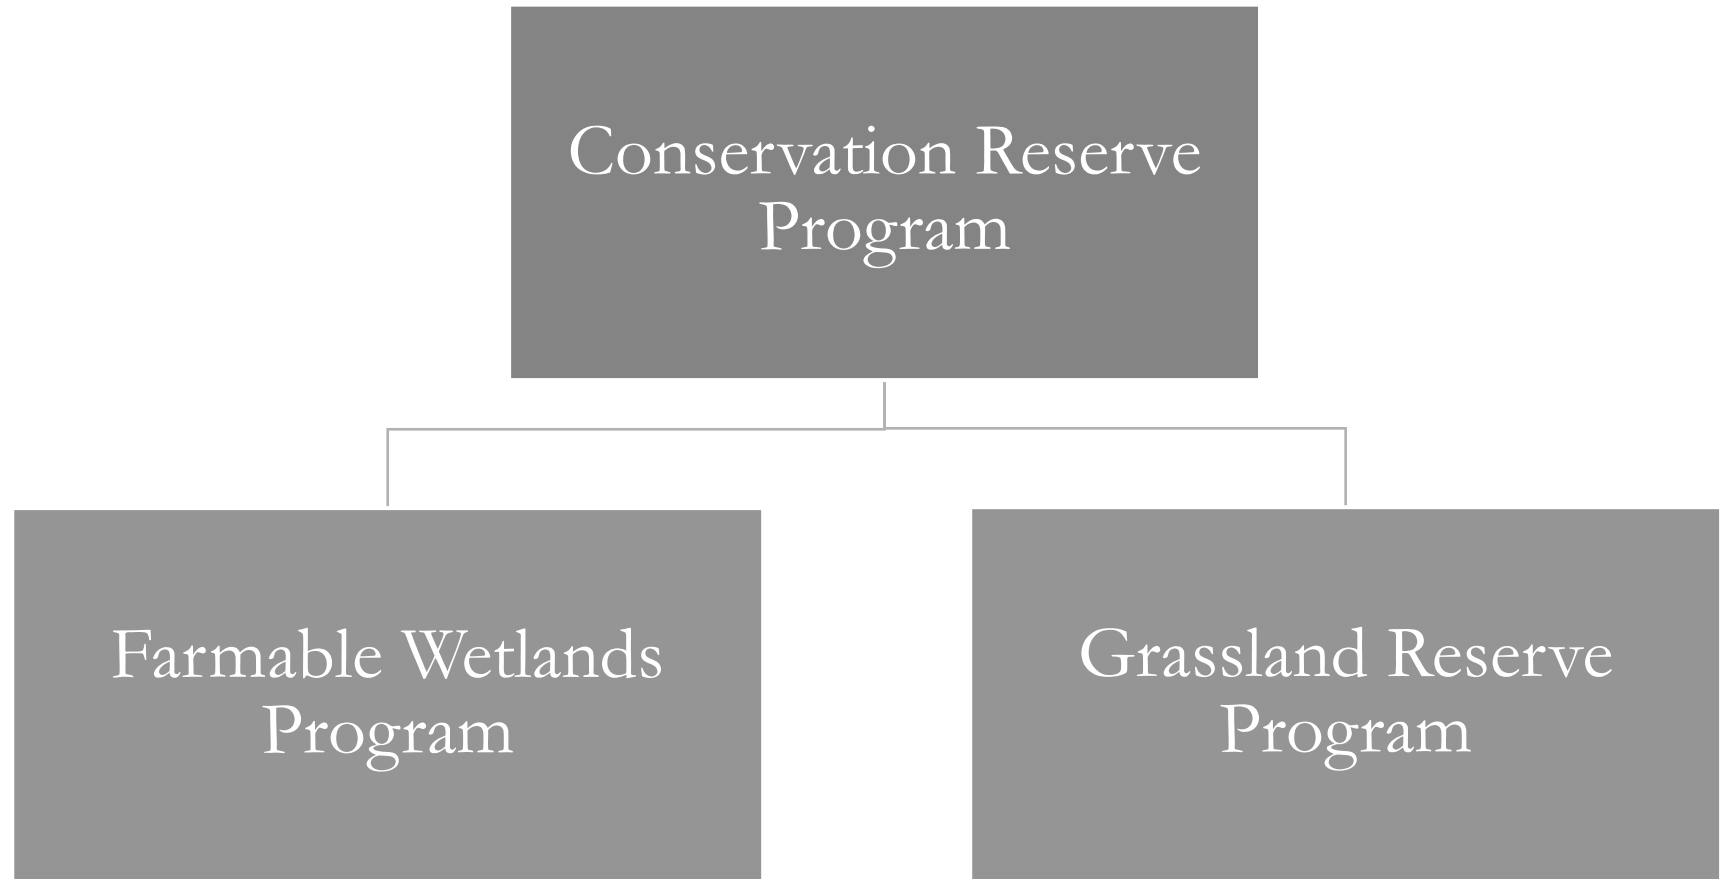 Conservation Reserve
Program
Farmable Wetlands
Program
Grassland Reserve
Program